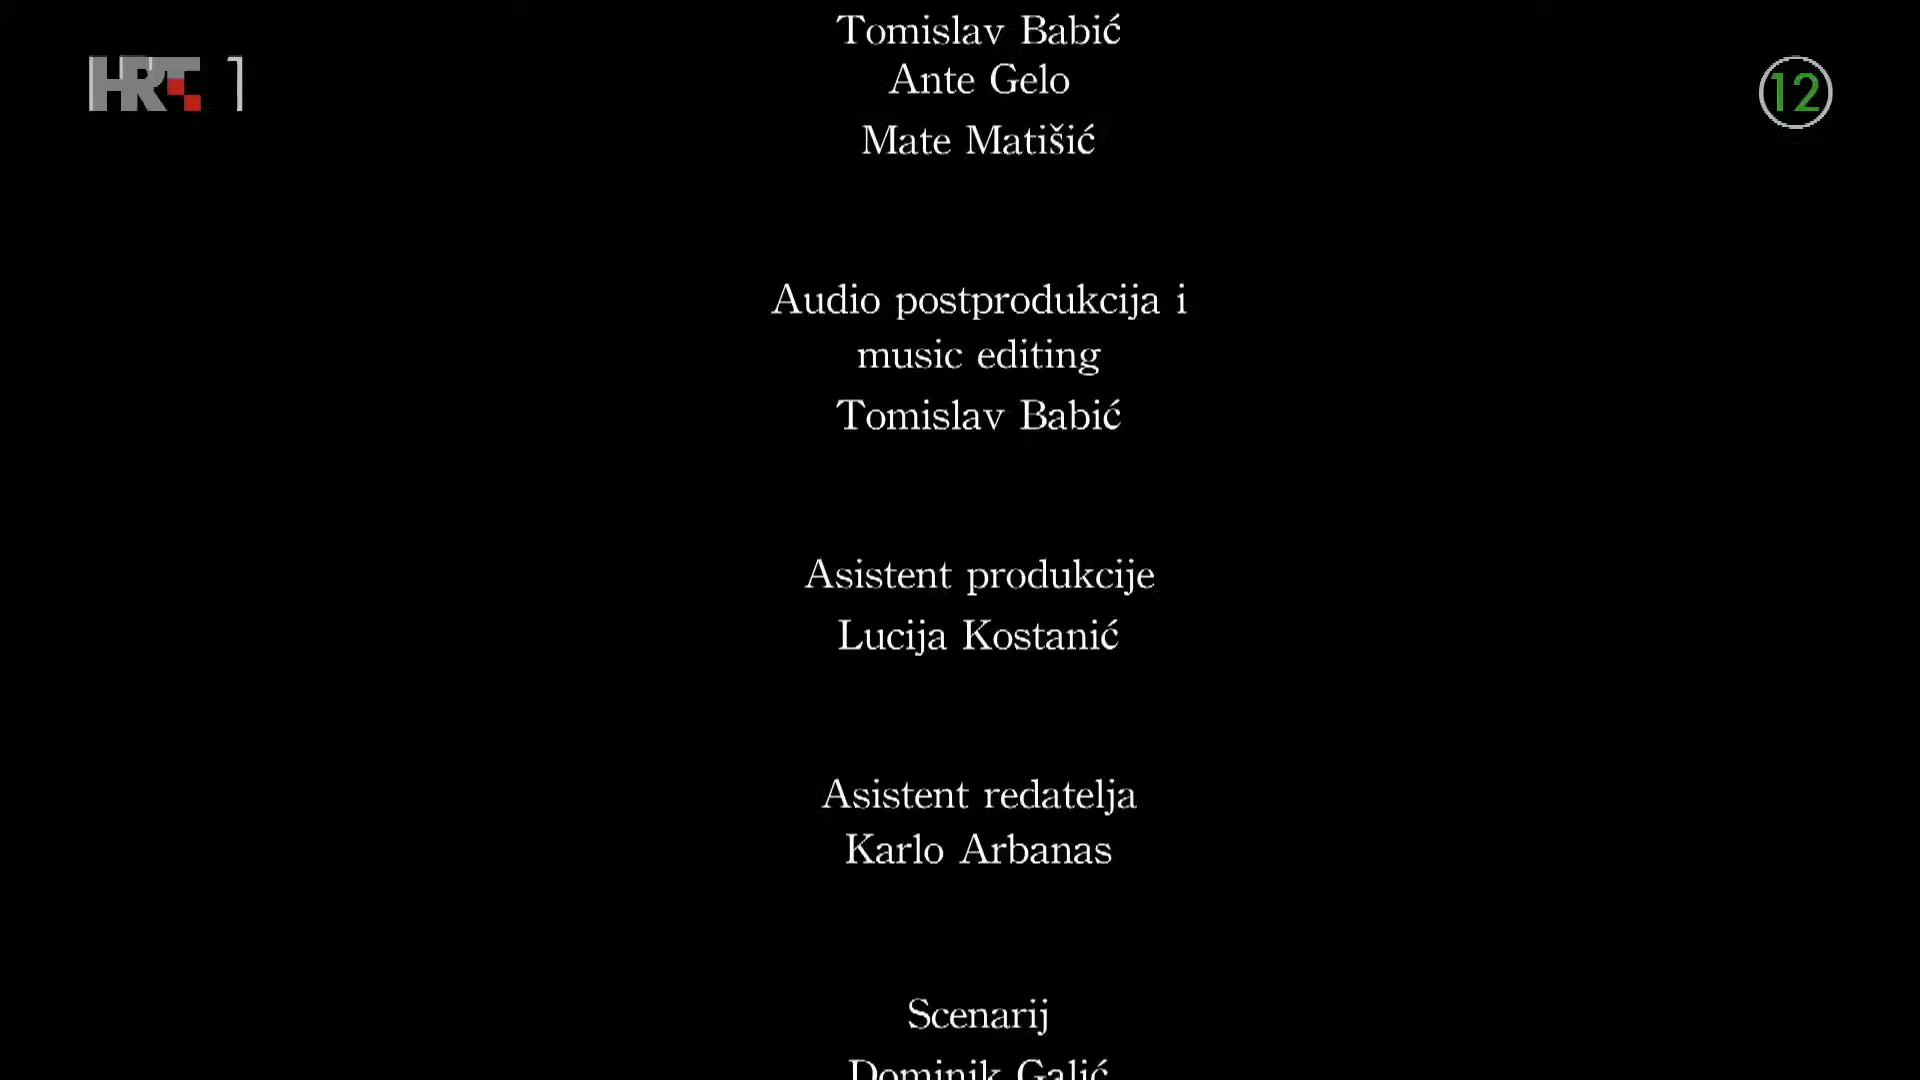 HRT 1
12
Tomislav Babić
Ante Gelo
Mate Matišić
Audio postprodukcija i
music editing
Tomislav Babić
Asistent produkcije
Lucija Kostanić
Asistent redatelja
Karlo Arbanas
Scenarij
Dominik Galić